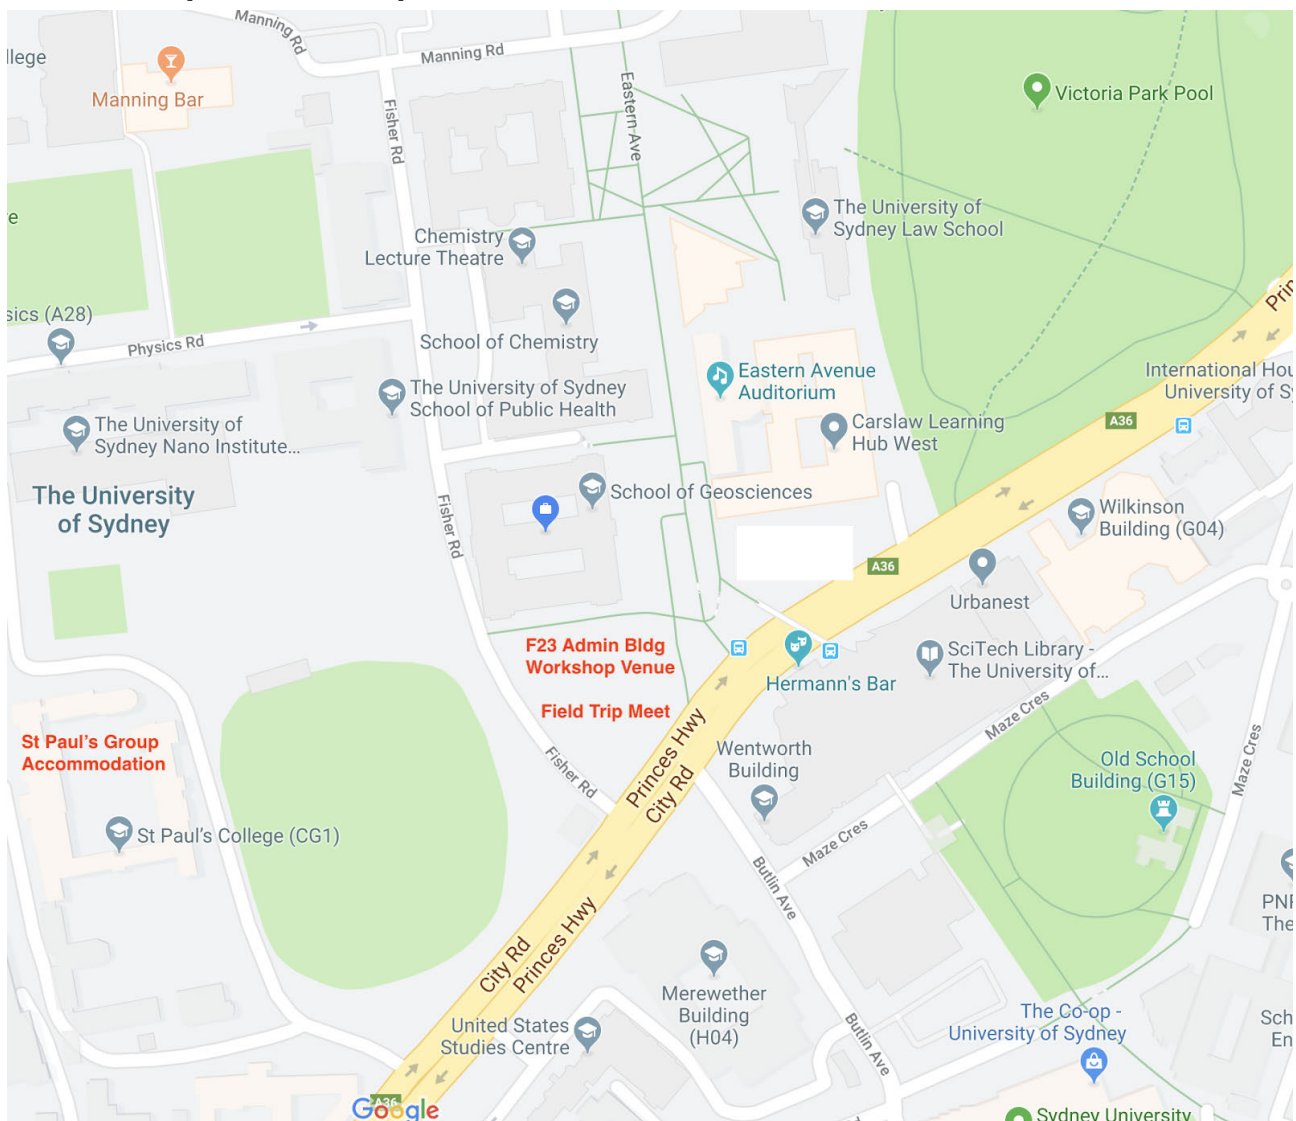 Manning Rd
Manning Rd
llege
Manning Bar
Eastern Ave
Victoria Park Pool
Fisher Rd
The University of
Sydney Law School
re
Chemistry
Lecture Theatre
sics (A28)
Physics Rd
School of Chemistry
Prin
The University of Sydney
School of Public Health
Eastern Avenue
Auditorium
International Hou
University of Sy
A36
Carslaw Learning
Hub West
The University of
Sydney Nano Institute...
The University
of Sydney
School of Geosciences
Fisher Rd
Wilkinson
Building (G04)
A36
Urbanest
F23 Admin Bldg
Workshop Venue
SciTech Library -
The University of...
Hermann's Bar
Field Trip Meet
Princes Hwy
City Rd
Maze Cres
St Paul's Group
Accommodation
Wentworth
Building
Fisher Rd
Old School
Building (G15)
Maze Cres
St Paul's College (CG1)
Maze Cres
Butlin Ave
City Rd
Princes Hwy
PNR
The
Merewether
Building
(H04)
United States
Studies Centre
The Co-op -
University of Sydney
Butlin Ave
Sch
En
A36
Google
Sydney University